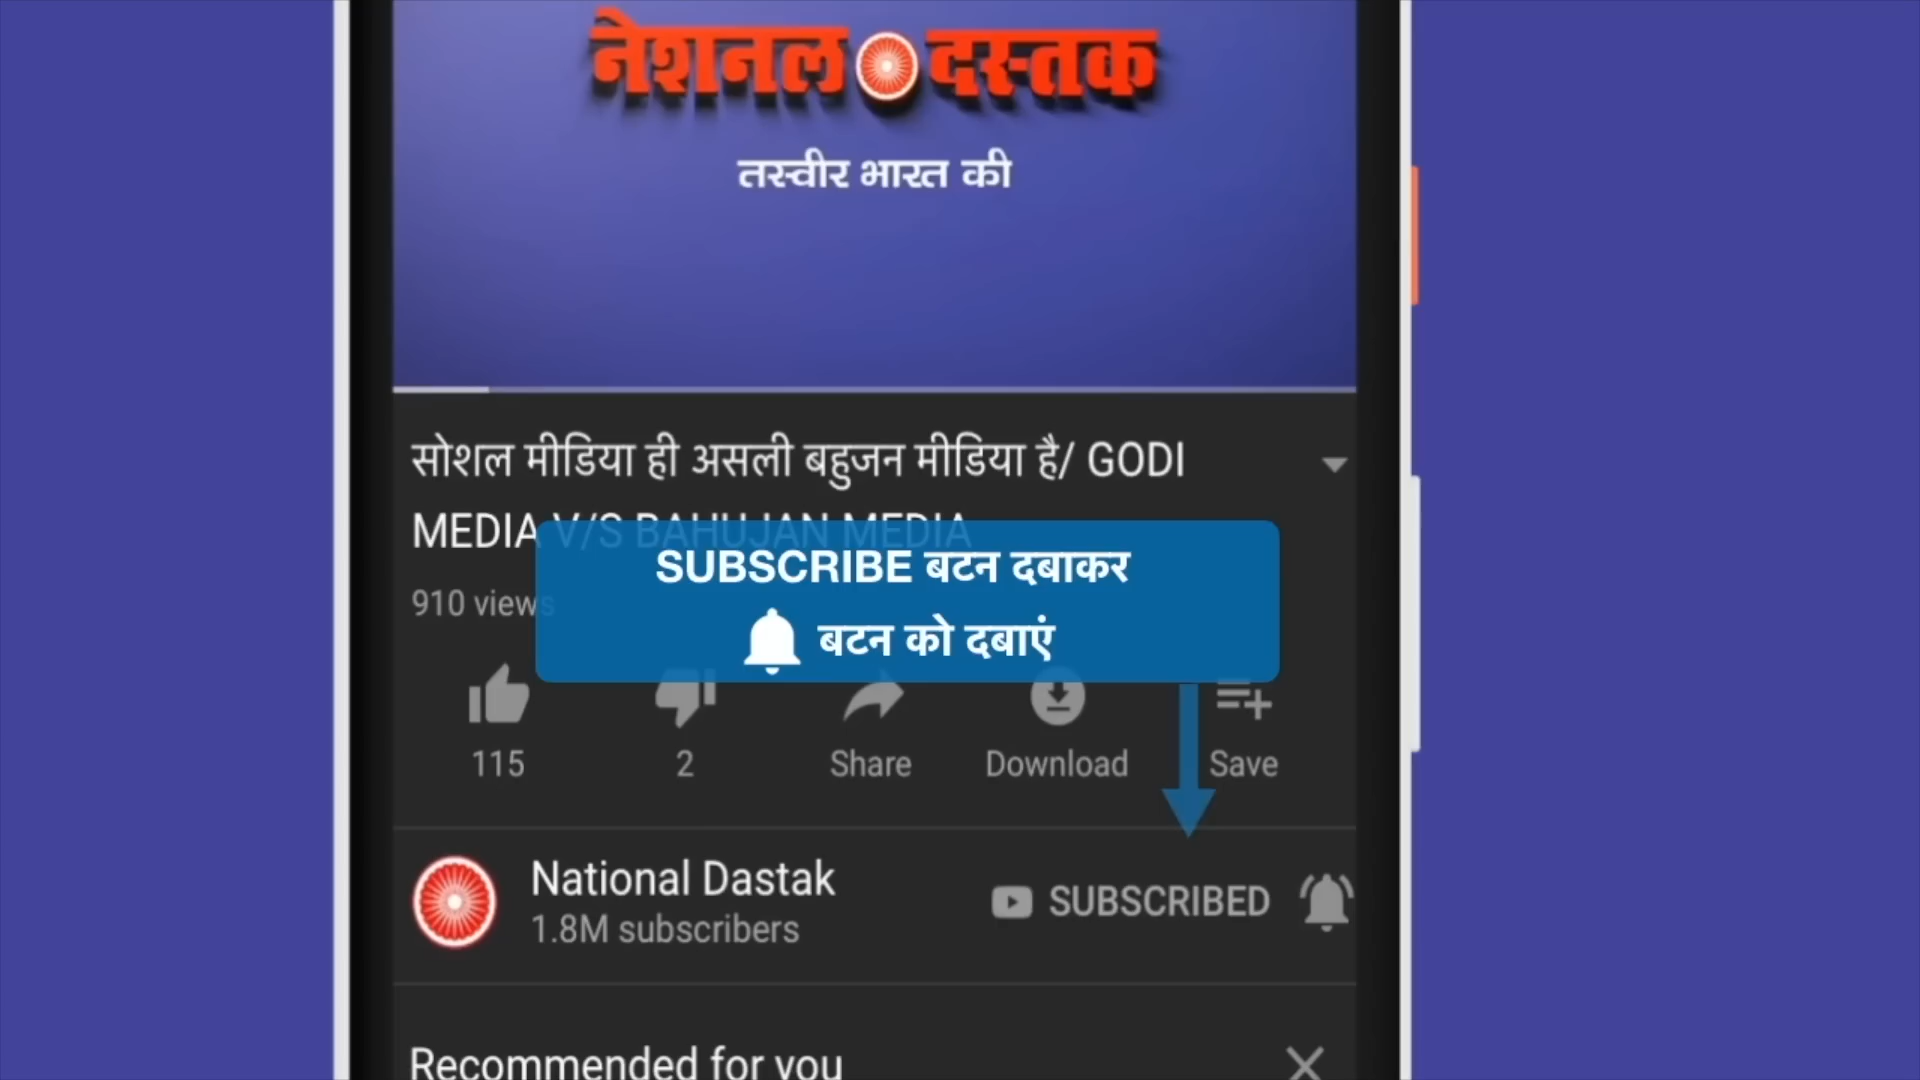 नेशनल दस्तक
तस्वीर भारत की
सोशल मीडिया ही असली बहुजन मीडिया है/ GODI
MEDIA V/S BAHUJAN MEDIA
910 views
SUBSCRIBE बटन दबाकर
बटन को दबाएं
115 2 Share Download Save
National Dastak
1.8M subscribers
SUBSCRIBED
Recommended for you